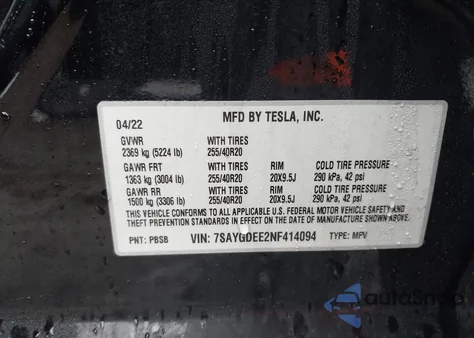 04/22 MFD BY TESLA, INC.
GVWR WITH TIRES
2369 kg (5224 lb) 255/40R20
GAWR FRT WITH TIRES RIM COLD TIRE PRESSURE
1363 kg (3004 lb) 255/40R20 20X9.5J 290 kPa, 42 psi
GAWR RR WITH TIRES RIM COLD TIRE PRESSURE
1500 kg (3306 lb) 255/40R20 20X9.5J 290 kPa, 42 psi
THIS VEHICLE CONFORMS TO ALL APPLICABLE U.S. FEDERAL MOTOR VEHICLE SAFETY AND
THEFT PREVENTION STANDARDS IN EFFECT ON THE DATE OF MANUFACTURE SHOWN ABOVE.
PNT: PBSB VIN: 7SAYGDEE2NF414094 TYPE: MPV
autoSnap